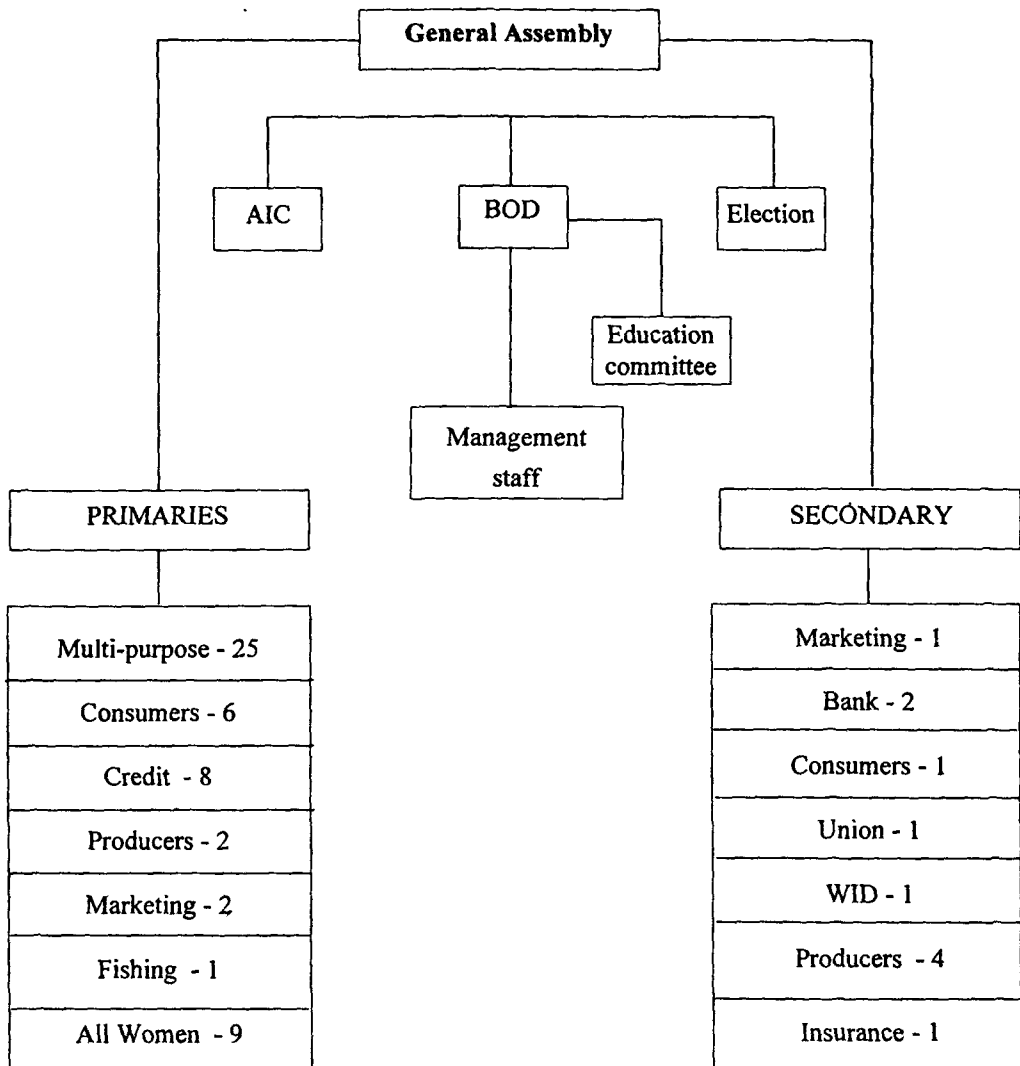 General Assembly
AIC
BOD
Election
Education
committee
Management
staff
PRIMARIES
SECONDARY
Multi-purpose - 25
Consumers - 6
Credit - 8
Producers - 2
Marketing - 2
Fishing - 1
All Women - 9
Marketing - 1
Bank - 2
Consumers - 1
Union - 1
WID - 1
Producers - 4
Insurance - 1